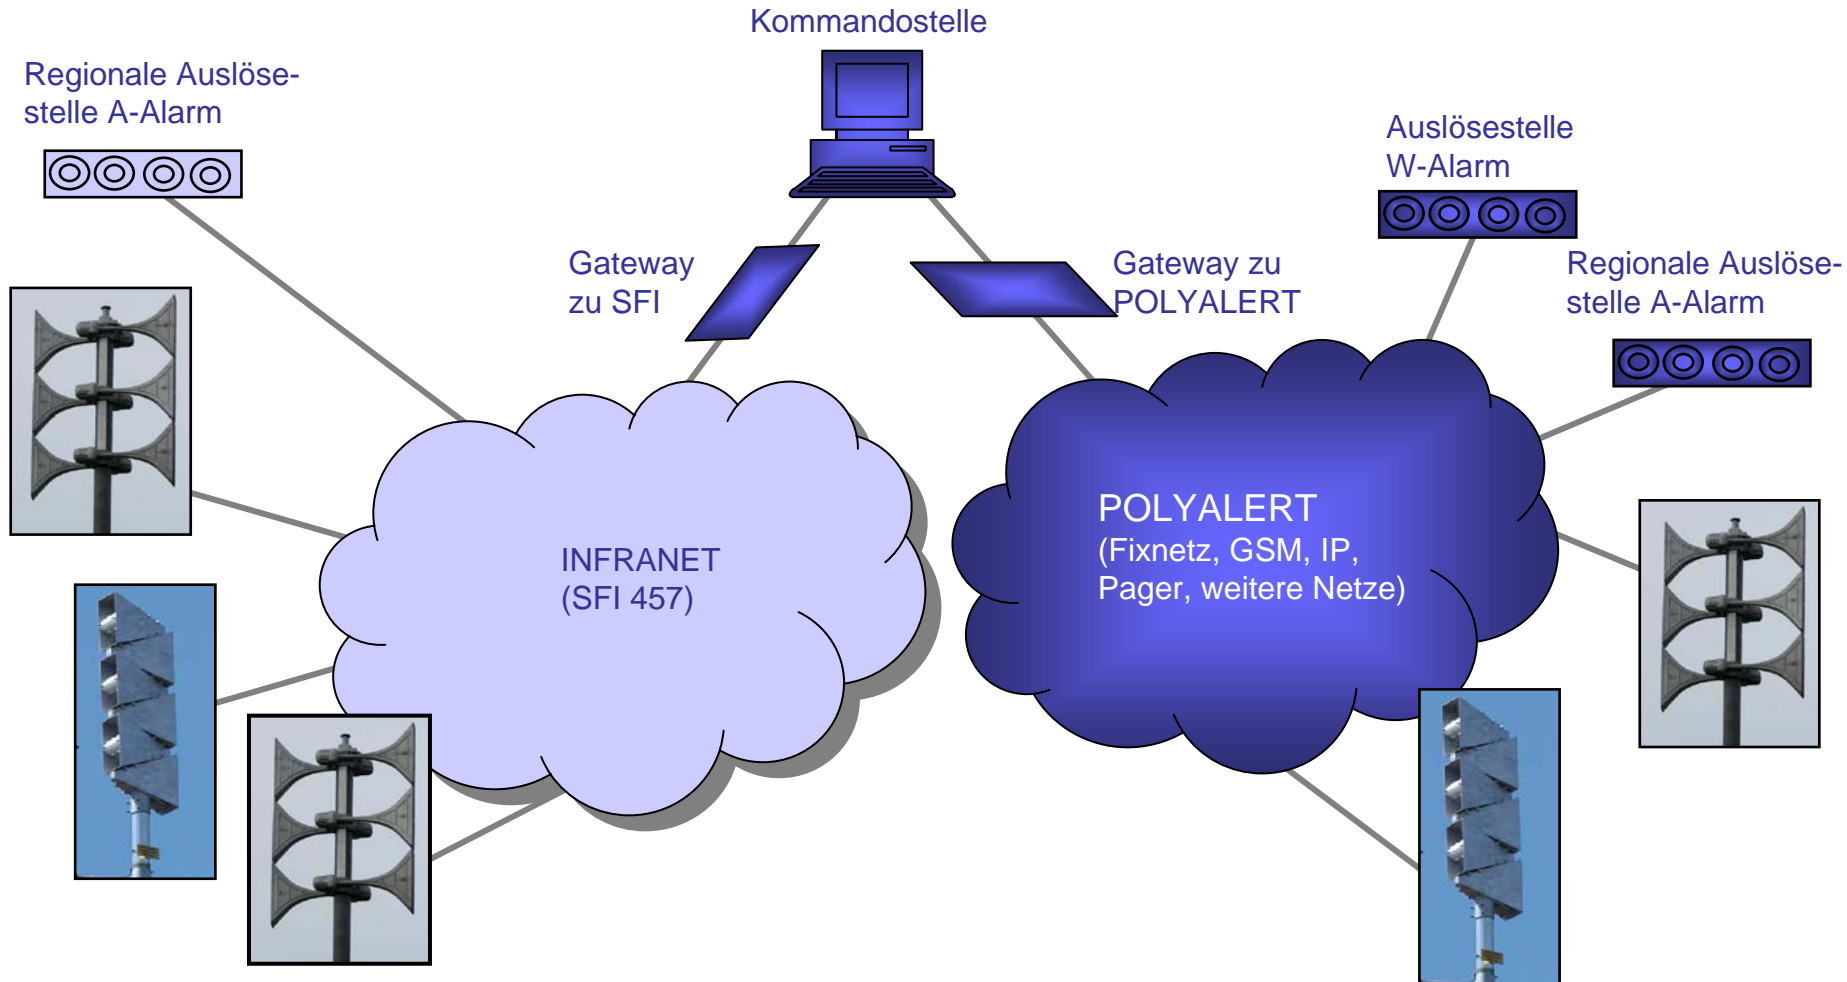 Kommandostelle
Regionale Auslöse-
stelle A-Alarm
Auslösestelle
W-Alarm
Gateway
zu SFI
Gateway zu
POLYALERT
Regionale Auslöse-
stelle A-Alarm
INFRANET
(SFI 457)
POLYALERT
(Fixnetz, GSM, IP,
Pager, weitere Netze)